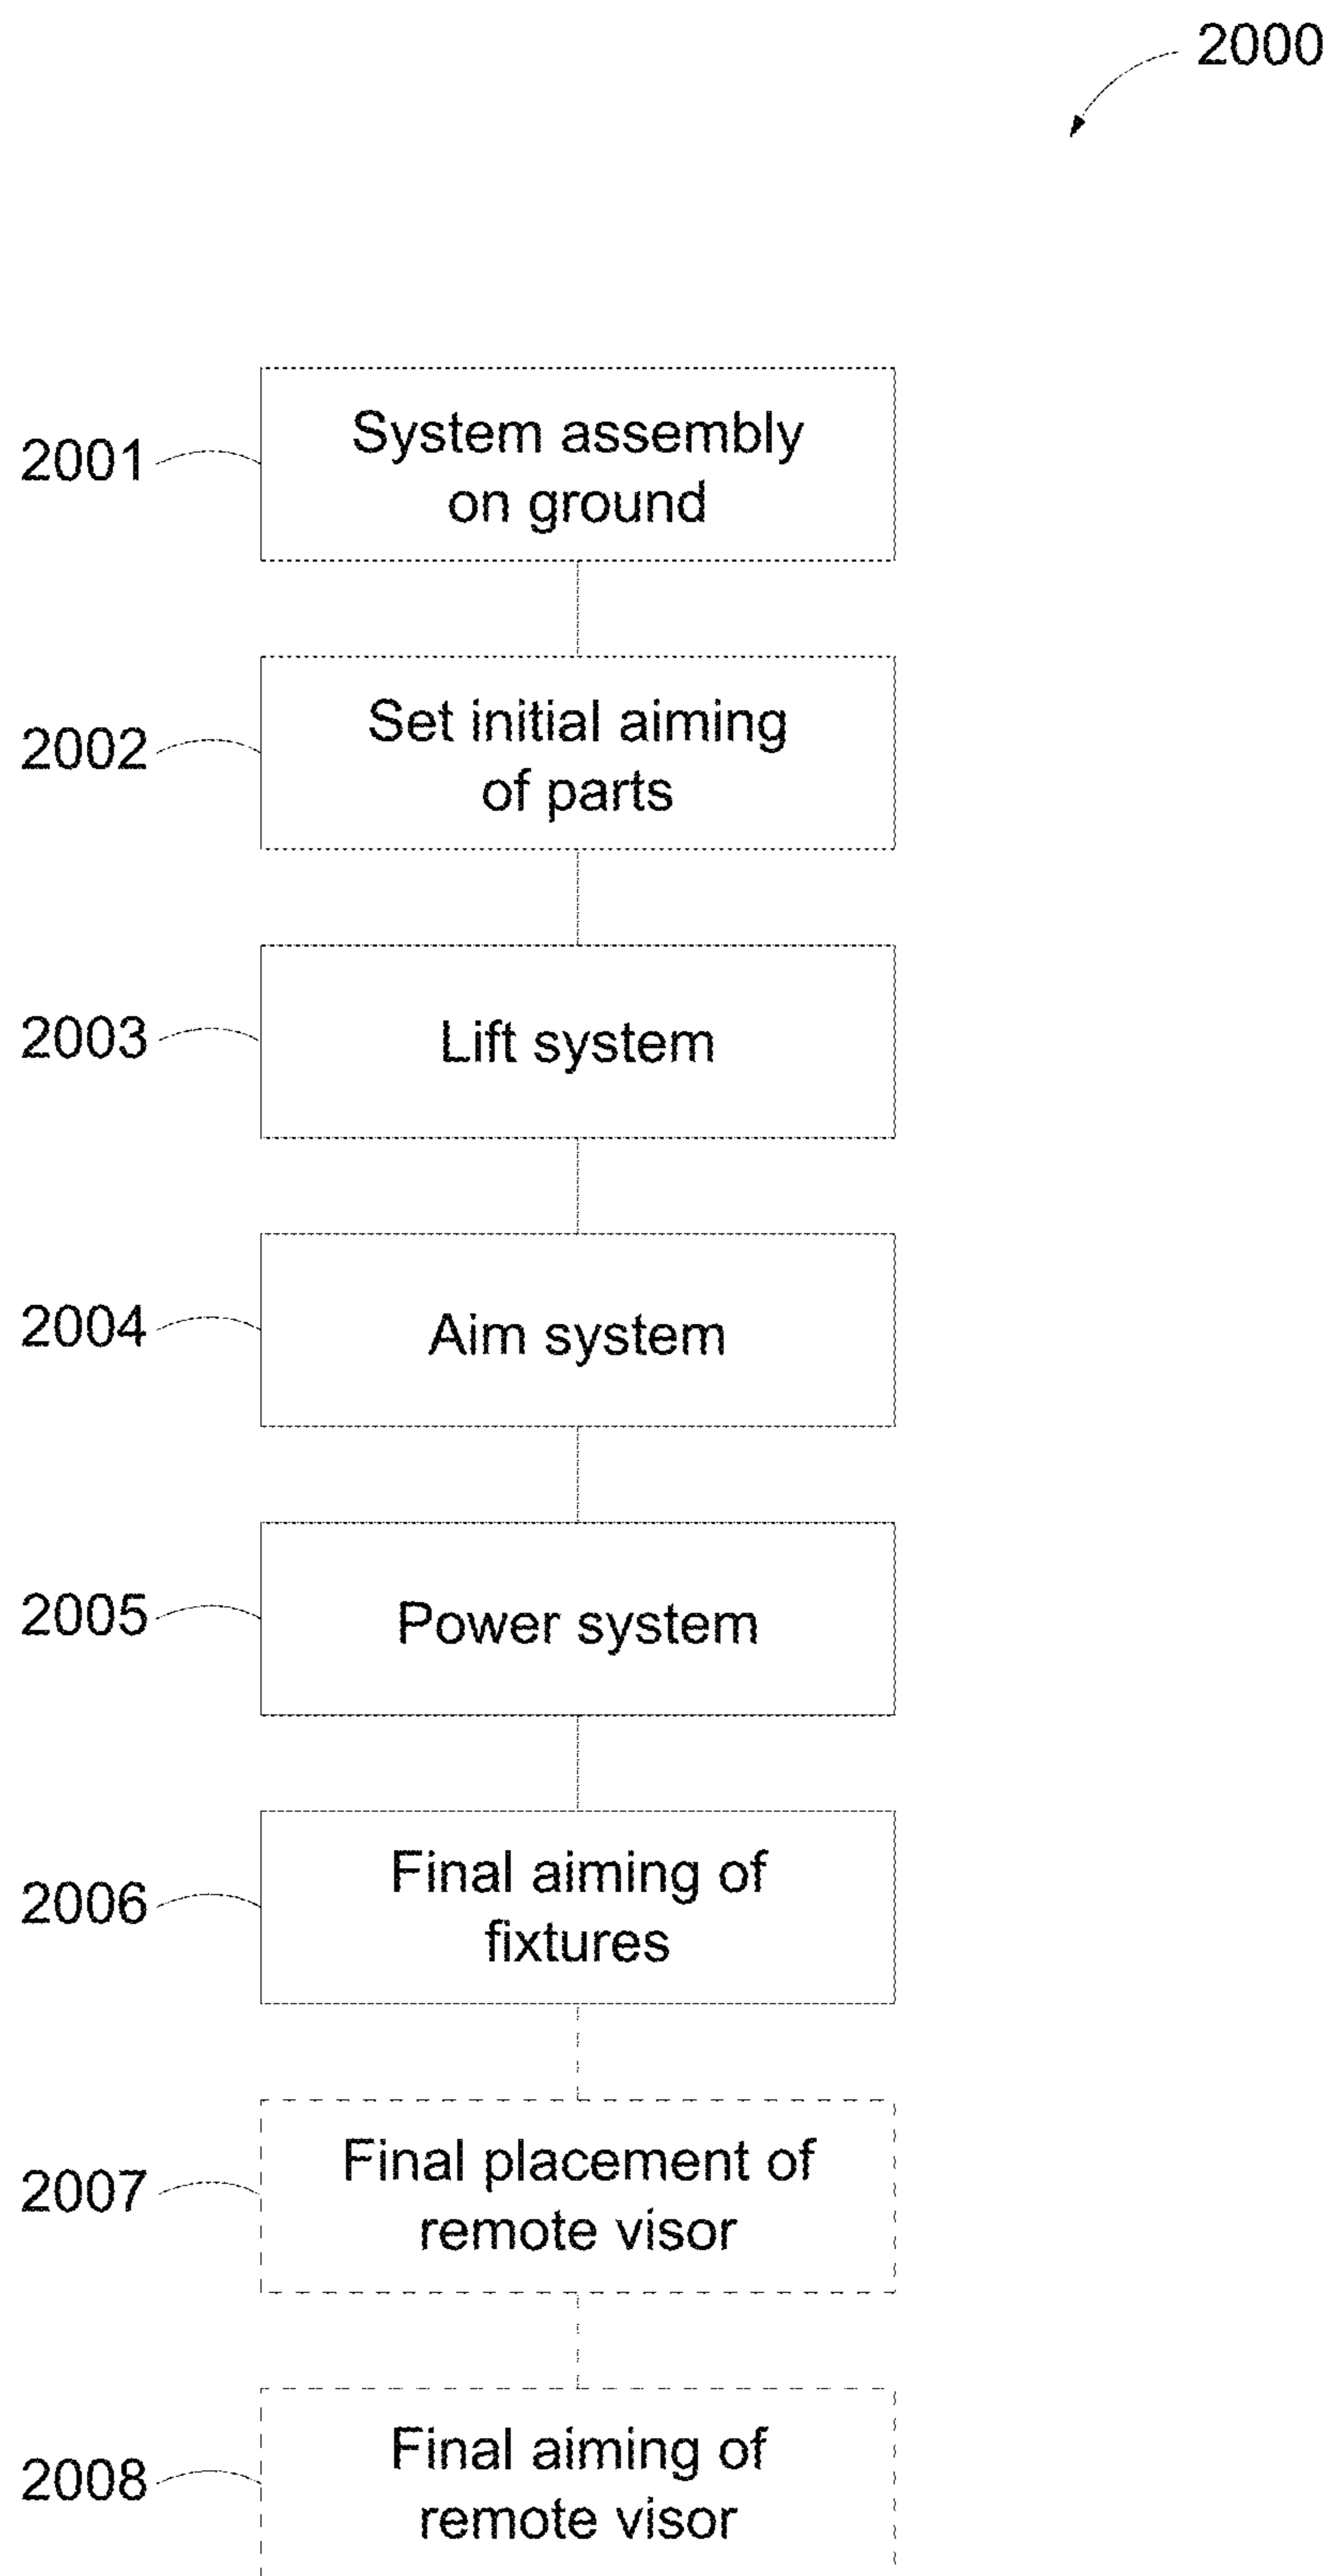 2000
2001
System assembly
on ground
2002
Set initial aiming
of parts
2003
Lift system
2004
Aim system
2005
Power system
2006
Final aiming of
fixtures
2007
Final placement of
remote visor
2008
Final aiming of
remote visor